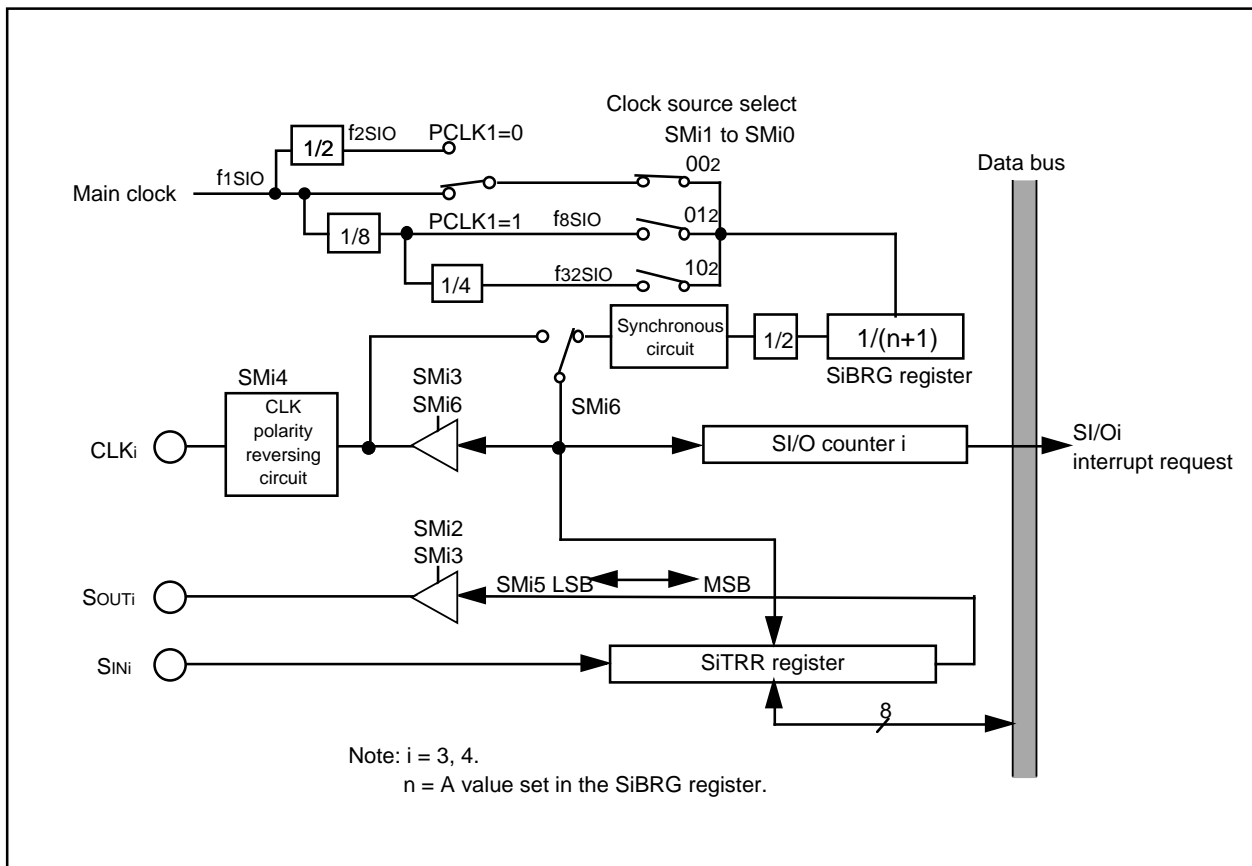 Clock source select
SMi1 to SMi0
Data bus
f2SIO
PCLK1=0
1/2
002
Main clock
f1SIO
1/8
PCLK1=1
f8SIO
012
1/4
f32SIO
102
Synchronous
circuit
1/2
1/(n+1)
SiBRG register
SMi4
SMi3
SMi6
SMi6
CLK
polarity
reversing
circuit
CLKi
SI/O counter i
SI/Oi
interrupt request
SMi2
SMi3
SMi5 LSB
MSB
SOUTi
SINi
SiTRR register
8
Note: i = 3, 4.
n = A value set in the SiBRG register.